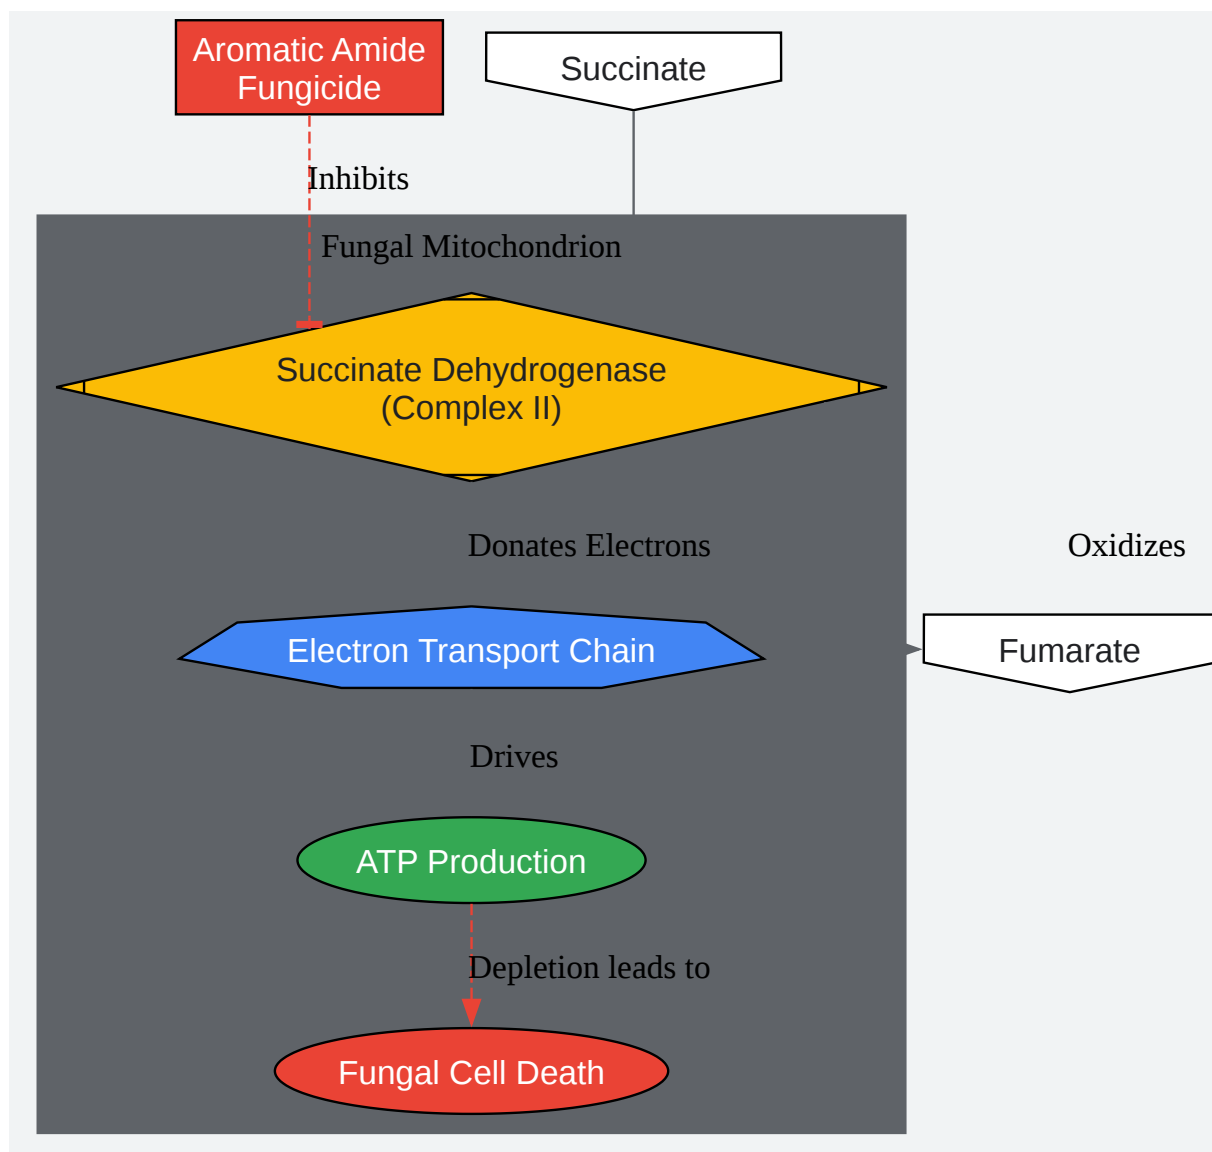 Aromatic Amide
Fungicide
Succinate
Inhibits
Fungal Mitochondrion
Succinate Dehydrogenase
(Complex II)
Donates Electrons
Oxidizes
Electron Transport Chain
Fumarate
Drives
ATP Production
Depletion leads to
Fungal Cell Death